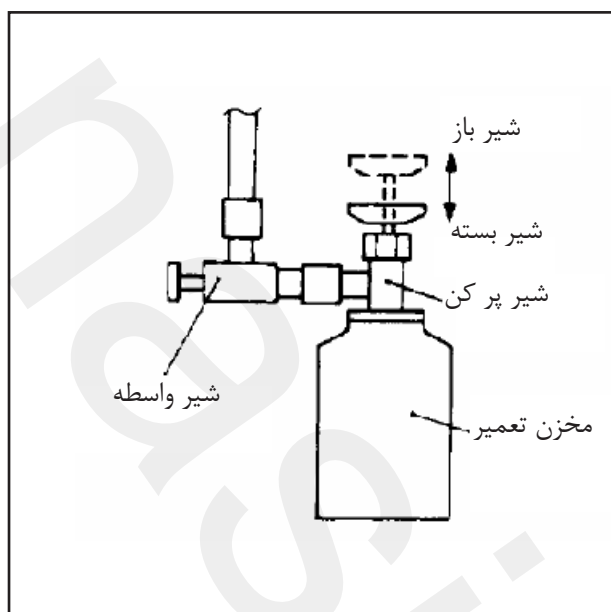 شیر باز
شیر بسته
شیر پر کن
شیر واسطه
مخزن تعمیر